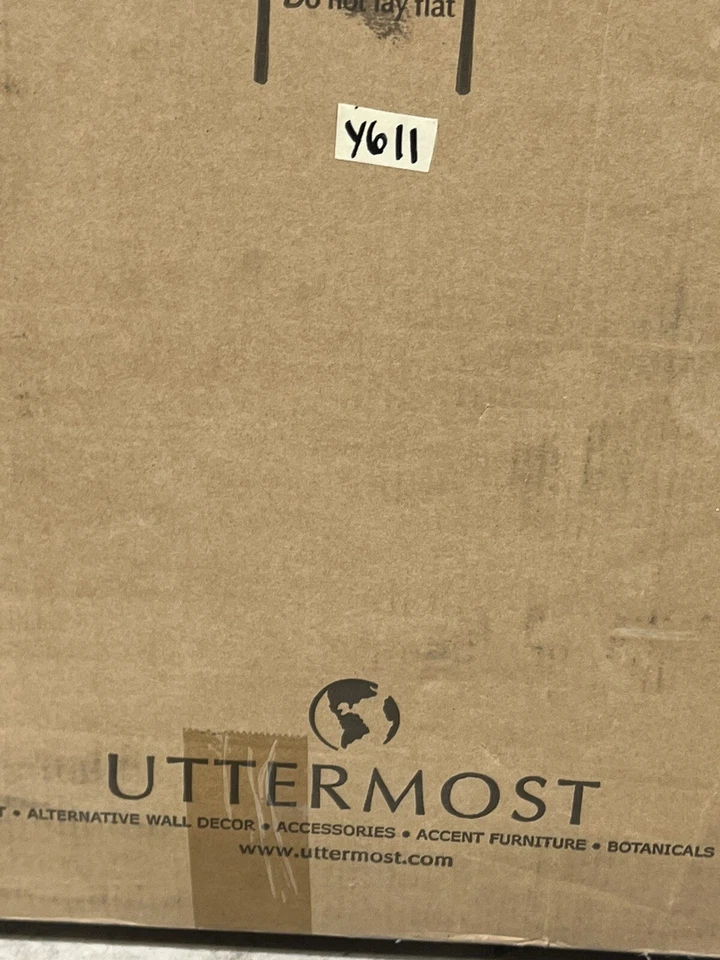 Do not lay flat
Y611
UTTERMOST
T • ALTERNATIVE WALL DECOR • ACCESSORIES • ACCENT FURNITURE • BOTANICALS
www.uttermost.com